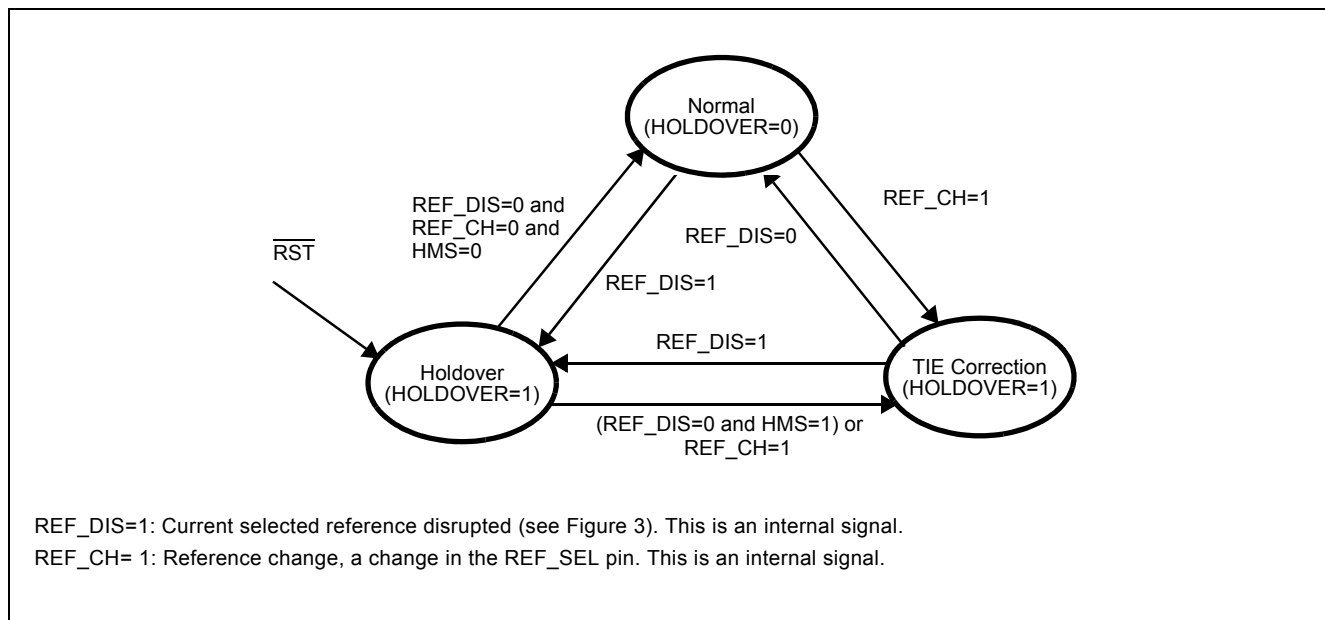 Normal
(HOLDOVER=0)
REF_DIS=0 and
REF_CH=0 and
HMS=0
REF_CH=1
REF_DIS=0
RST
REF_DIS=1
REF_DIS=1
Holdover
(HOLDOVER=1)
TIE Correction
(HOLDOVER=1)
(REF_DIS=0 and HMS=1) or
REF_CH=1
REF_DIS=1: Current selected reference disrupted (see Figure 3). This is an internal signal.
REF_CH= 1: Reference change, a change in the REF_SEL pin. This is an internal signal.